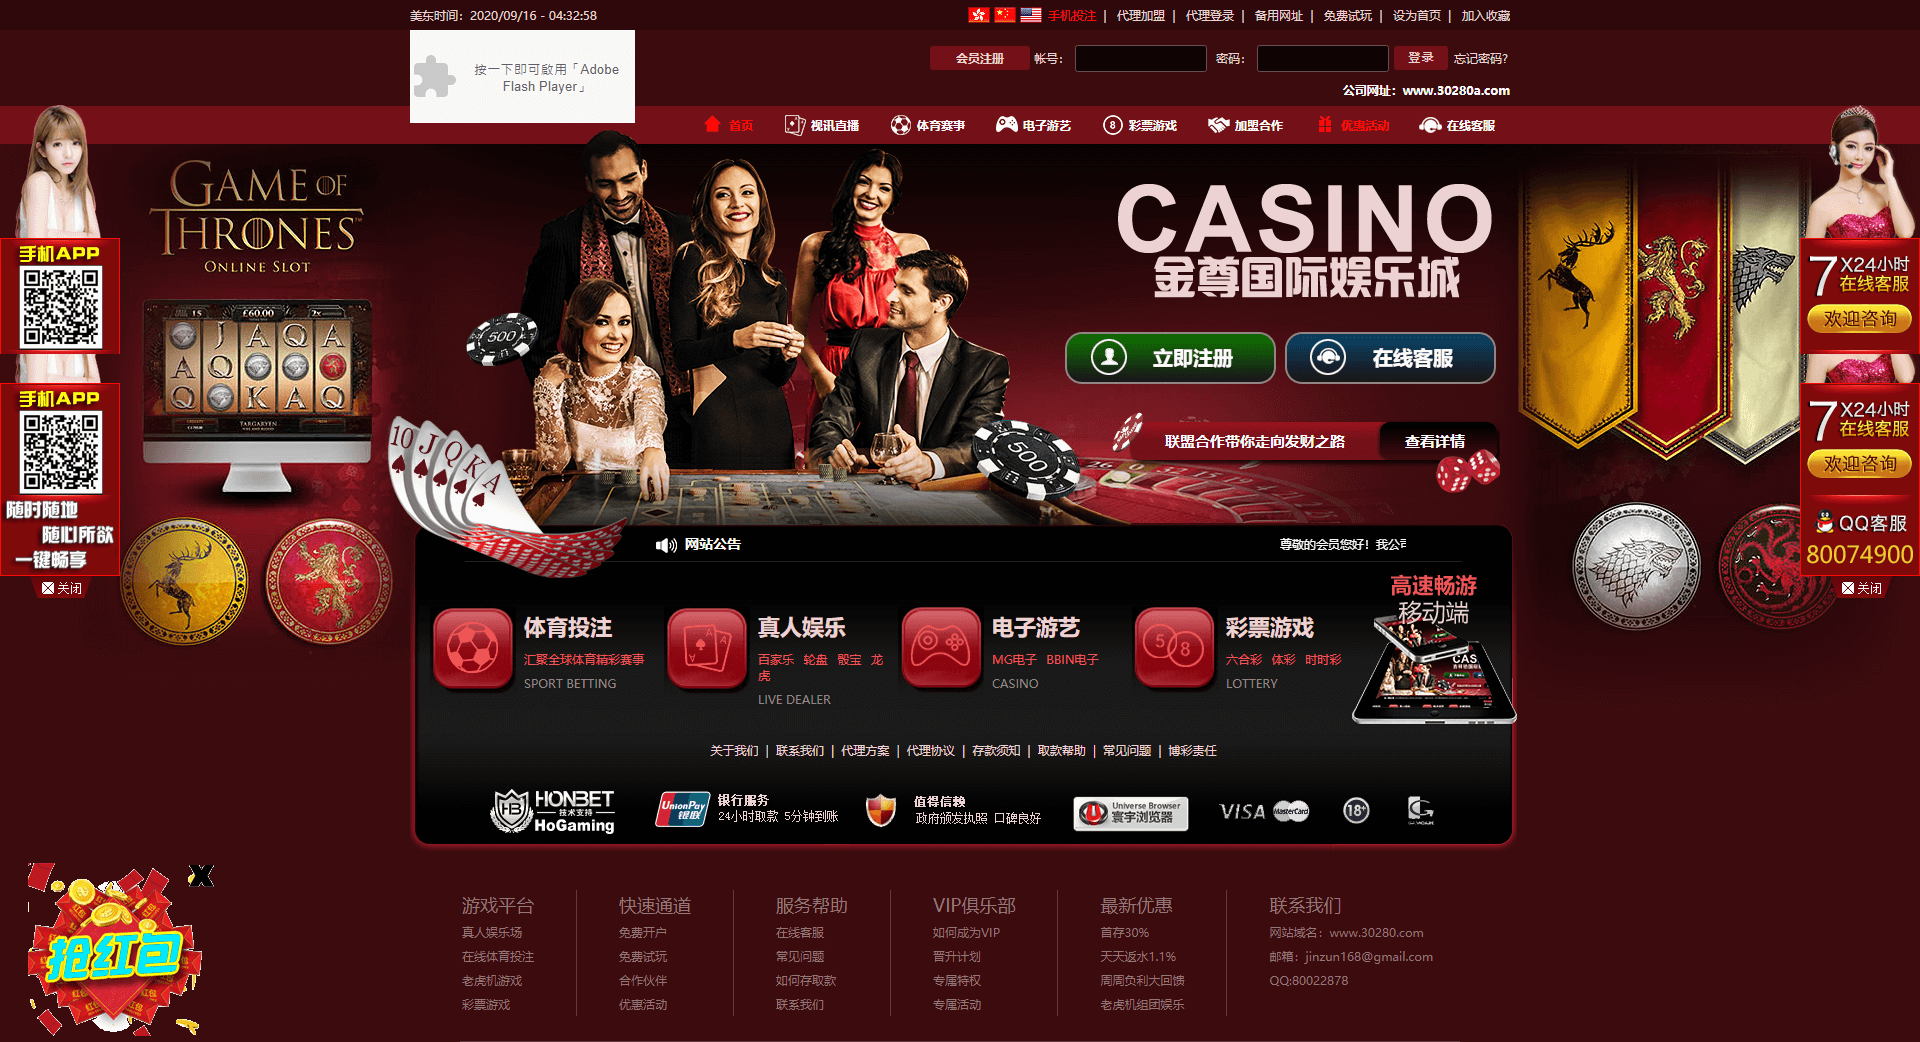 美东时间：2020/09/16 - 04:32:58
手机投注 | 代理加盟 | 代理登录 | 备用网址 | 免费试玩 | 设为首页 | 加入收藏
按一下即可啟用「Adobe
Flash Player」
会员注册 帐号： 密码： 登录 忘记密码?
公司网址：www.30280a.com
首页 视讯直播 体育赛事 电子游艺 彩票游戏 加盟合作 优惠活动 在线客服
GAME OF
THRONES
ONLINE SLOT
CASINO
金尊国际娱乐城
立即注册 在线客服
联盟合作带你走向发财之路 查看详情
手机APP
手机APP
随时随地
随心所欲
一键畅享
关闭
7X24小时
在线客服
欢迎咨询
7X24小时
在线客服
欢迎咨询
QQ客服
80074900
关闭
15 £60.00 2x
J A Q A
A Q
Q K A Q
TARGARYEN
10 J Q K A
500
500
网站公告 尊敬的会员您好！我公司
体育投注
汇聚全球体育精彩赛事
SPORT BETTING
真人娱乐
百家乐 轮盘 骰宝 龙
虎
LIVE DEALER
电子游艺
MG电子 BBIN电子
CASINO
彩票游戏
六合彩 体彩 时时彩
LOTTERY
高速畅游
移动端
关于我们 | 联系我们 | 代理方案 | 代理协议 | 存款须知 | 取款帮助 | 常见问题 | 博彩责任
HONBET
技术支持
HoGaming
UnionPay
银联
银行服务
24小时取款 5分钟到账
值得信赖
政府颁发执照 口碑良好
Universe Browser
寰宇浏览器
VISA MasterCard 18+
抢红包
X
游戏平台
真人娱乐场
在线体育投注
老虎机游戏
彩票游戏
快速通道
免费开户
免费试玩
合作伙伴
优惠活动
服务帮助
在线客服
常见问题
如何存取款
联系我们
VIP俱乐部
如何成为VIP
晋升计划
专属特权
专属活动
最新优惠
首存30%
天天返水1.1%
周周负利大回馈
老虎机组团娱乐
联系我们
网站域名：www.30280.com
邮箱：jinzun168@gmail.com
QQ:80022878